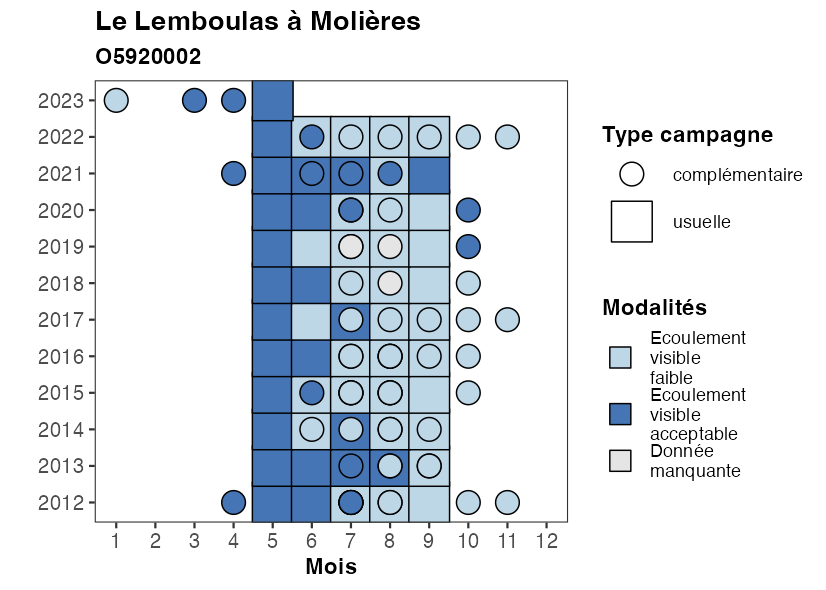 Le Lemboulas à Molières
O5920002
2023
2022
2021
2020
2019
2018
2017
2016
2015
2014
2013
2012
1 2 3 4 5 6 7 8 9 10 11 12
Mois
Type campagne
complémentaire
usuelle
Modalités
Ecoulement
visible
faible
Ecoulement
visible
acceptable
Donnée
manquante